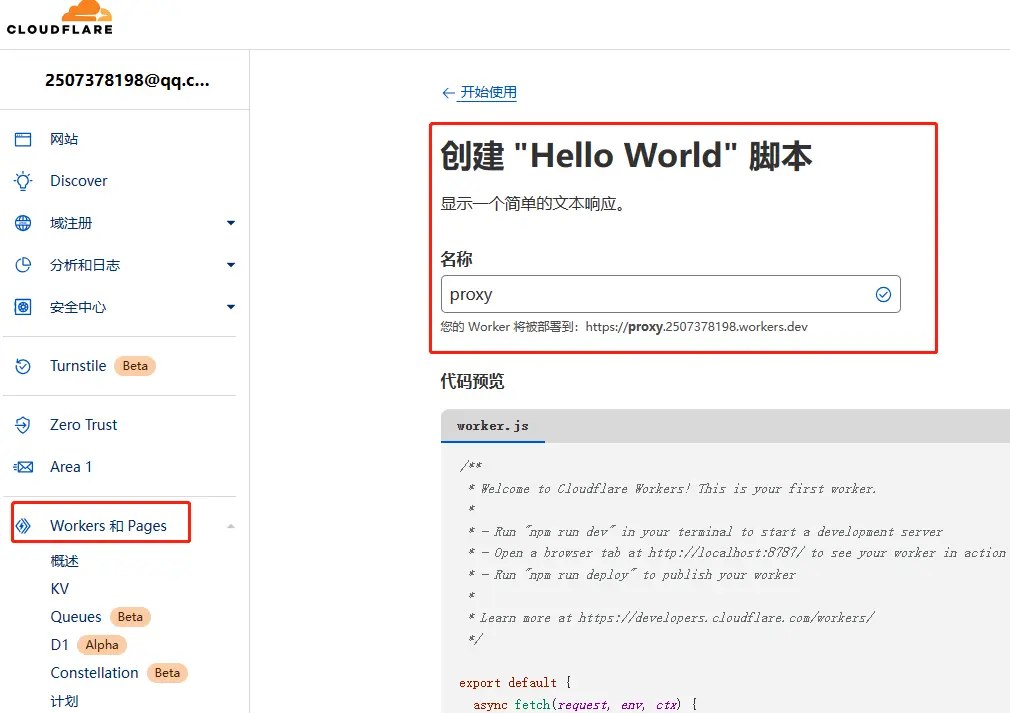 CLOUDFLARE
2507378198@qq.c...
网站
Discover
域注册
分析和日志
安全中心
Turnstile Beta
Zero Trust
Area 1
Workers 和 Pages
概述
KV
Queues Beta
D1 Alpha
Constellation Beta
计划
← 开始使用
创建 "Hello World" 脚本
显示一个简单的文本响应。
名称
proxy
您的 Worker 将被部署到：https://proxy.2507378198.workers.dev
代码预览
worker.js
/**
 * Welcome to Cloudflare Workers! This is your first worker.
 *
 * - Run "npm run dev" in your terminal to start a development server
 * - Open a browser tab at http://localhost:8787/ to see your worker in action
 * - Run "npm run deploy" to publish your worker
 *
 * Learn more at https://developers.cloudflare.com/workers/
 */
export default {
  async fetch(request, env, ctx) {